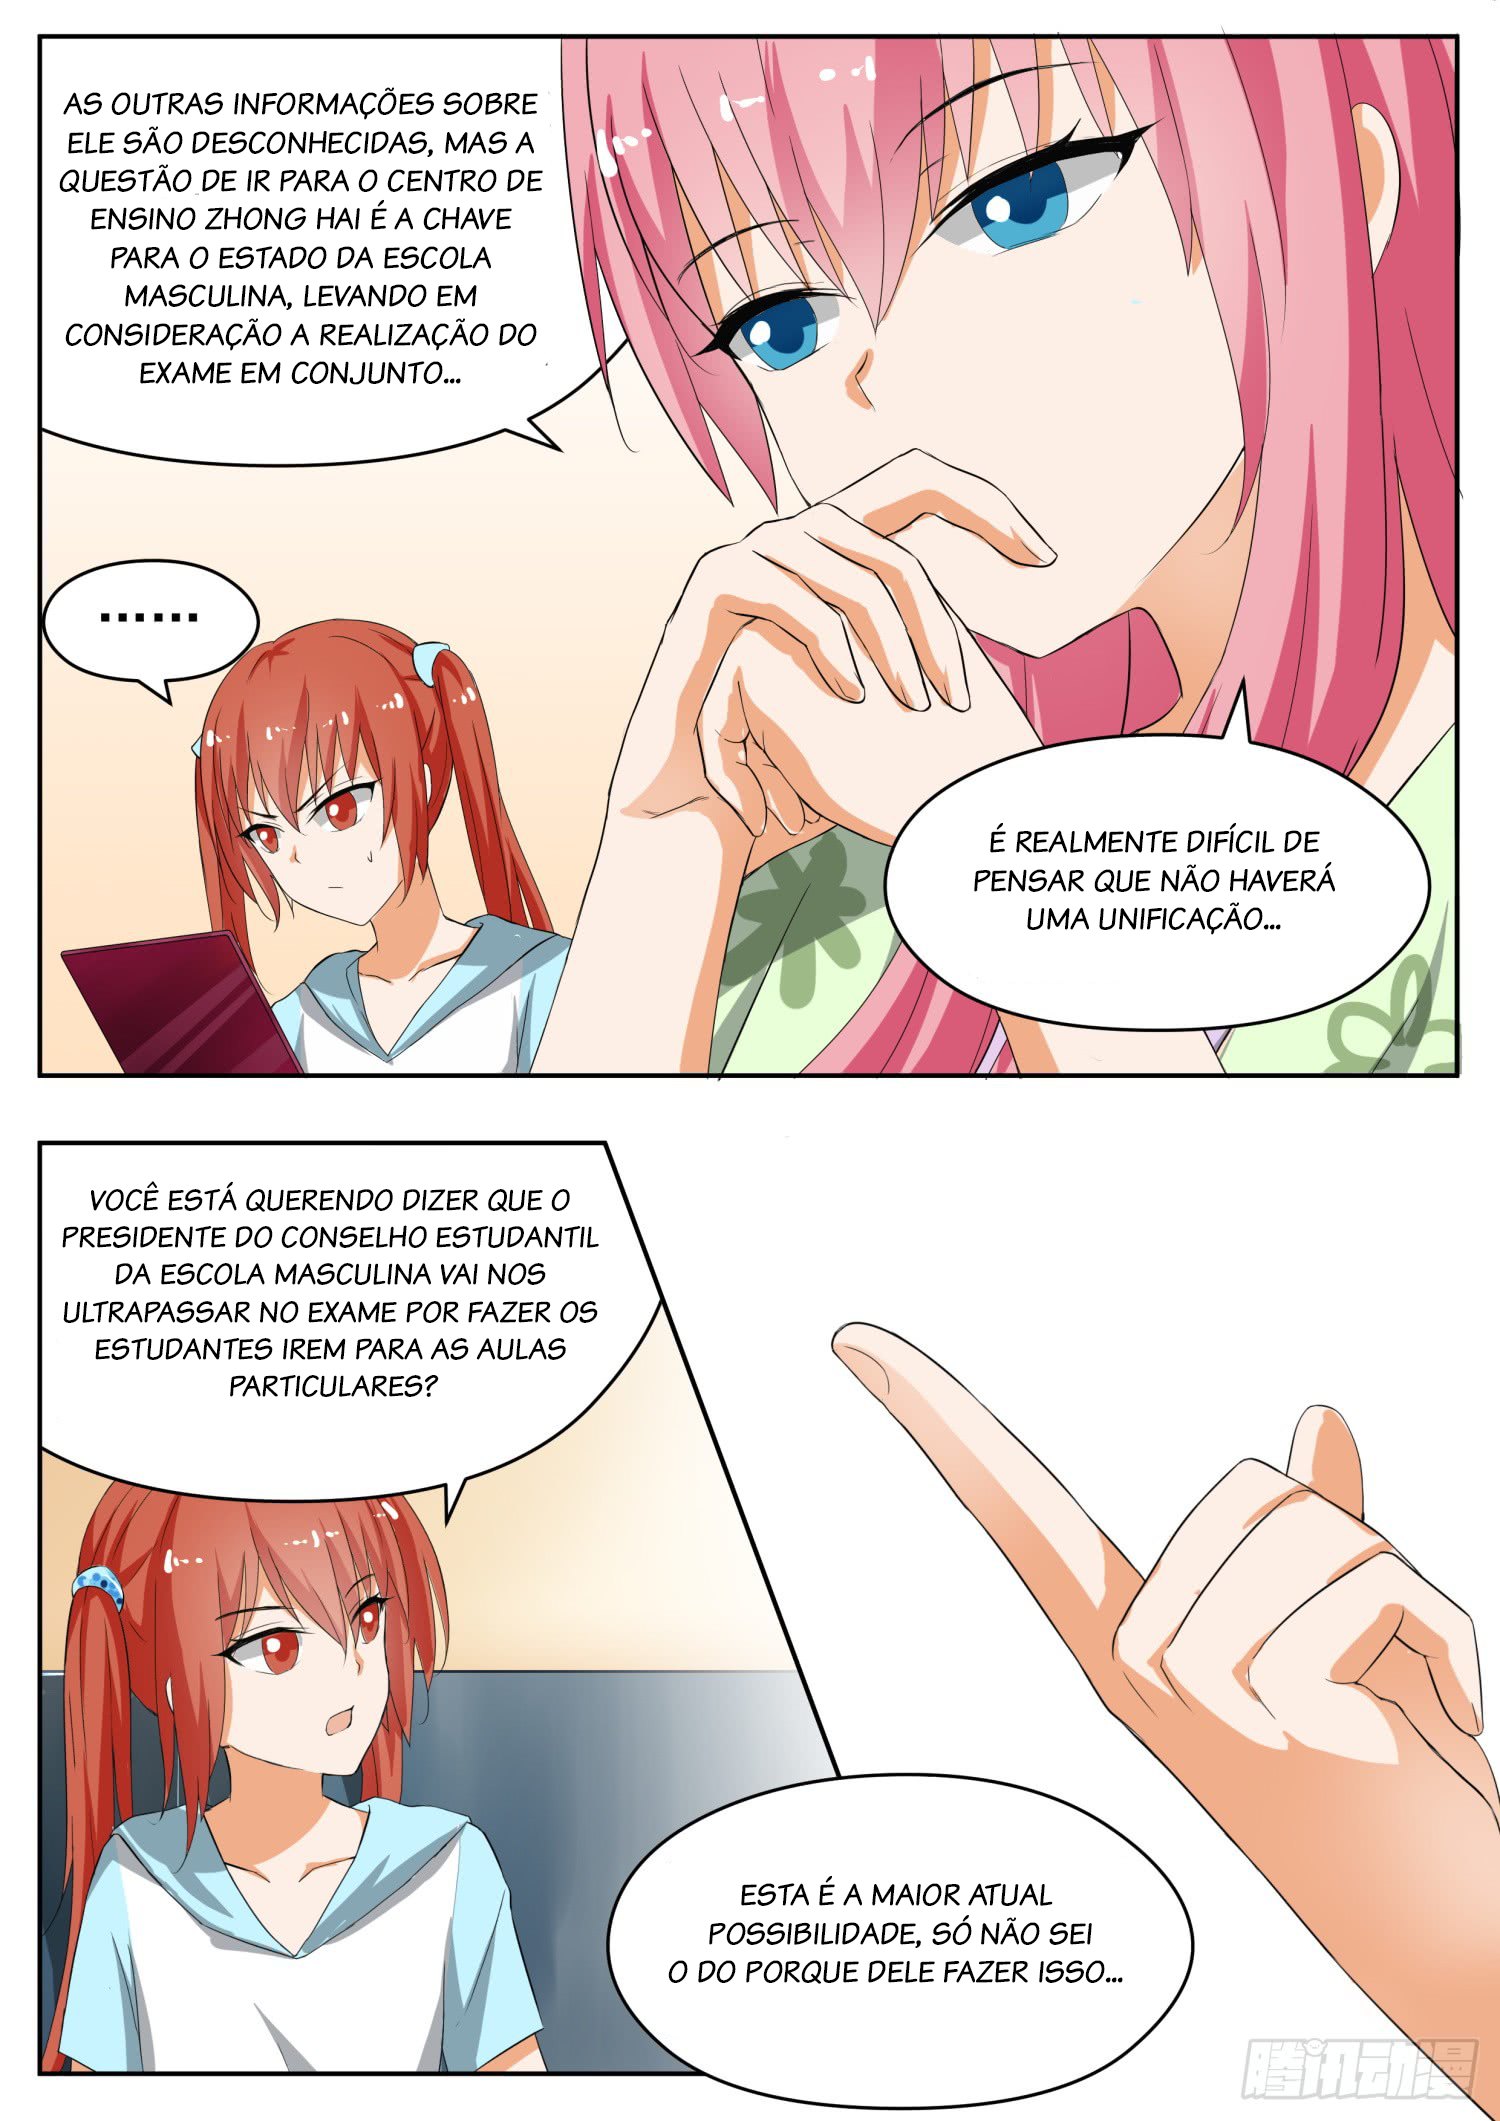 AS OUTRAS INFORMAÇÕES SOBRE
ELE SÃO DESCONHECIDAS, MAS A
QUESTÃO DE IR PARA O CENTRO DE
ENSINO ZHONG HAI É A CHAVE
PARA O ESTADO DA ESCOLA
MASCULINA, LEVANDO EM
CONSIDERAÇÃO A REALIZAÇÃO DO
EXAME EM CONJUNTO...
......
É REALMENTE DIFÍCIL DE
PENSAR QUE NÃO HAVERÁ
UMA UNIFICAÇÃO...
VOCÊ ESTÁ QUERENDO DIZER QUE O
PRESIDENTE DO CONSELHO ESTUDANTIL
DA ESCOLA MASCULINA VAI NOS
ULTRAPASSAR NO EXAME POR FAZER OS
ESTUDANTES IREM PARA AS AULAS
PARTICULARES?
ESTA É A MAIOR ATUAL
POSSIBILIDADE, SÓ NÃO SEI
O DO PORQUE DELE FAZER ISSO...
腾讯动漫